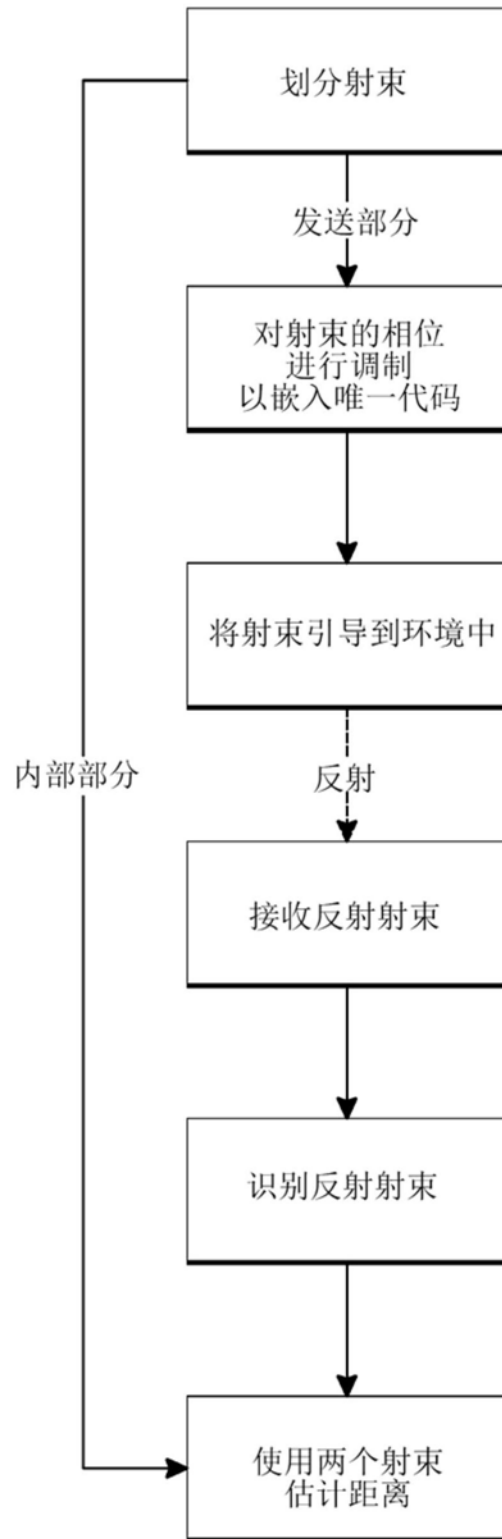 划分射束
发送部分
对射束的相位
进行调制
以嵌入唯一代码
将射束引导到环境中
内部部分
反射
接收反射射束
识别反射射束
使用两个射束
估计距离